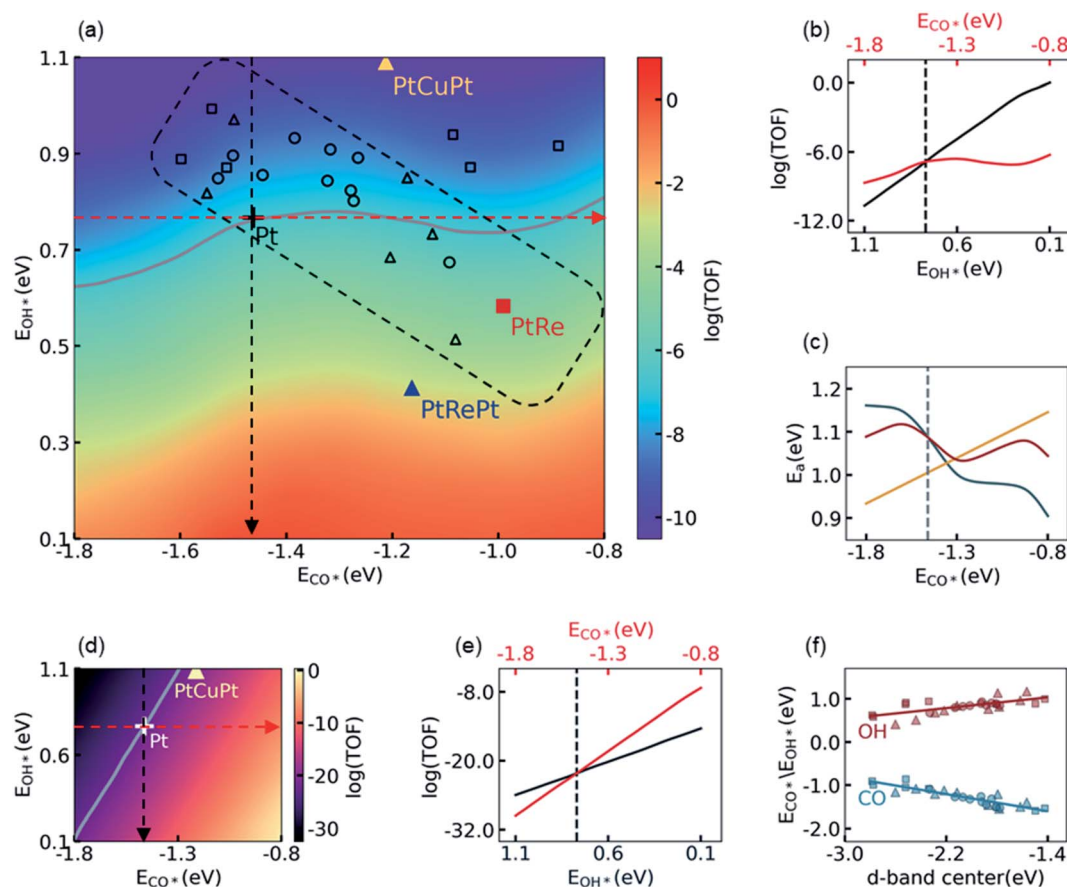 (a)
1.1
0.9
0.7
0.5
0.3
0.1
E_OH*(eV)
-1.8
-1.6
-1.4
-1.2
-1.0
-0.8
E_CO*(eV)
PtCuPt
Pt
PtRe
PtRePt
0
-2
-4
-6
-8
-10
log(TOF)
(b)
E_CO*(eV)
-1.8
-1.3
-0.8
0.0
-6.0
-12.0
log(TOF)
1.1
0.6
0.1
E_OH*(eV)
(c)
1.2
1.1
1.0
0.9
E_a(eV)
-1.8
-1.3
-0.8
E_CO*(eV)
(d)
1.1
0.6
0.1
E_OH*(eV)
-1.8
-1.3
-0.8
E_CO*(eV)
PtCuPt
Pt
0
-10
-20
-30
log(TOF)
(e)
E_CO*(eV)
-1.8
-1.3
-0.8
-8.0
-20.0
-32.0
log(TOF)
1.1
0.6
0.1
E_OH*(eV)
(f)
1.0
0.0
-1.0
-2.0
E_CO*\E_OH*(eV)
OH
CO
-3.0
-2.2
-1.4
d-band center(eV)